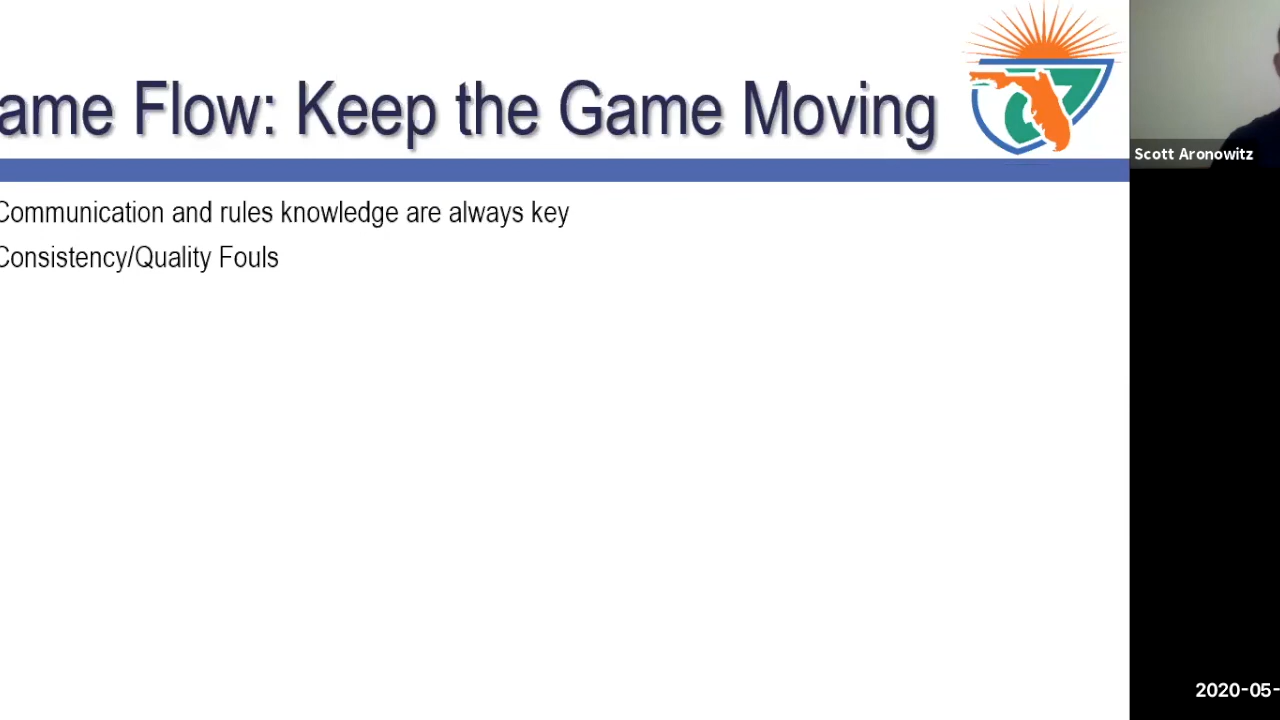 ame Flow: Keep the Game Moving
Communication and rules knowledge are always key
Consistency/Quality Fouls
Scott Aronowitz
2020-05-